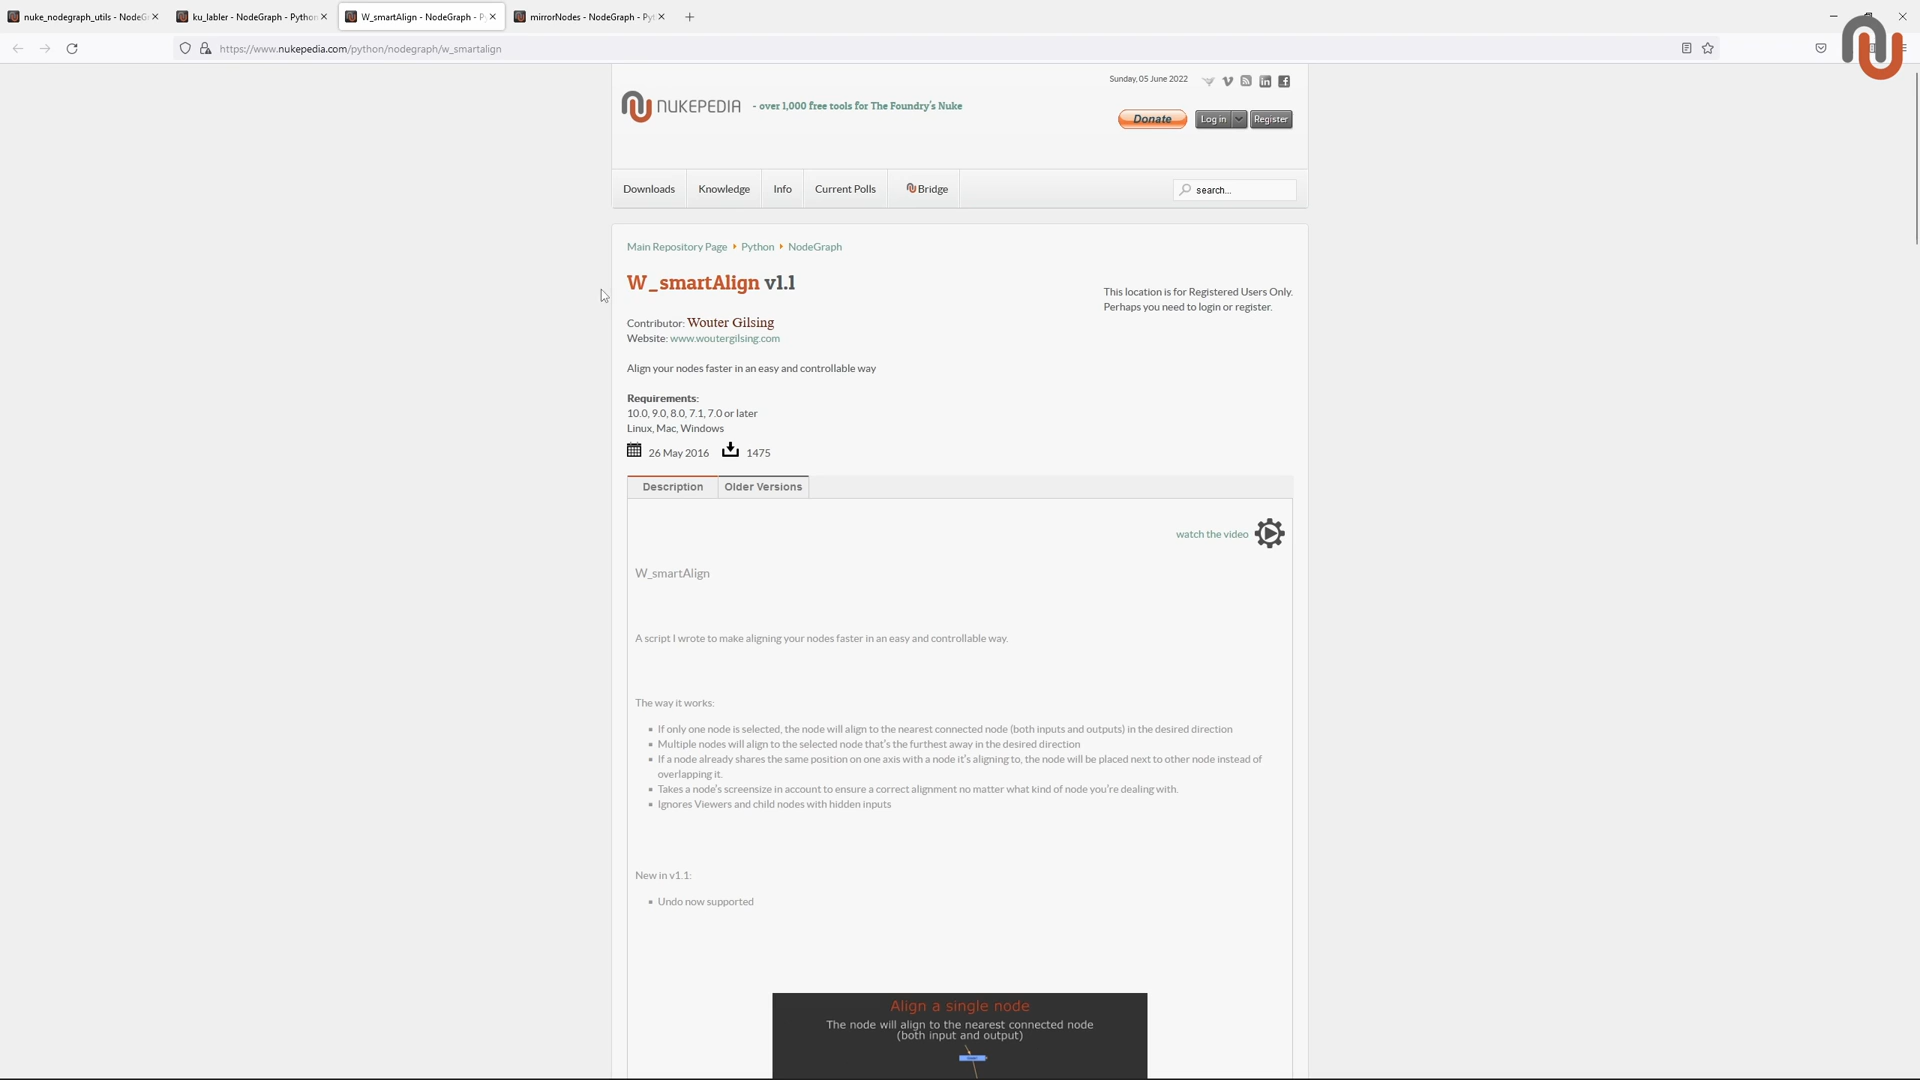 nuke_nodegraph_utils - NodeG
ku_labler - NodeGraph - Python
W_smartAlign - NodeGraph - P
mirrorNodes - NodeGraph - Pyt
https://www.nukepedia.com/python/nodegraph/w_smartalign
Sunday, 05 June 2022
NUKEPEDIA - over 1,000 free tools for The Foundry's Nuke
Donate
Log in
Register
Downloads
Knowledge
Info
Current Polls
Bridge
search...
Main Repository Page Python NodeGraph
W_smartAlign v1.1
This location is for Registered Users Only.
Perhaps you need to login or register.
Contributor: Wouter Gilsing
Website: www.woutergilsing.com
Align your nodes faster in an easy and controllable way
Requirements:
10.0, 9.0, 8.0, 7.1, 7.0 or later
Linux, Mac, Windows
26 May 2016 1475
Description
Older Versions
watch the video
W_smartAlign
A script I wrote to make aligning your nodes faster in an easy and controllable way.
The way it works:
If only one node is selected, the node will align to the nearest connected node (both inputs and outputs) in the desired direction
Multiple nodes will align to the selected node that's the furthest away in the desired direction
If a node already shares the same position on one axis with a node it's aligning to, the node will be placed next to other node instead of
overlapping it.
Takes a node's screensize in account to ensure a correct alignment no matter what kind of node you're dealing with.
Ignores Viewers and child nodes with hidden inputs
New in v1.1:
Undo now supported
Align a single node
The node will align to the nearest connected node
(both input and output)